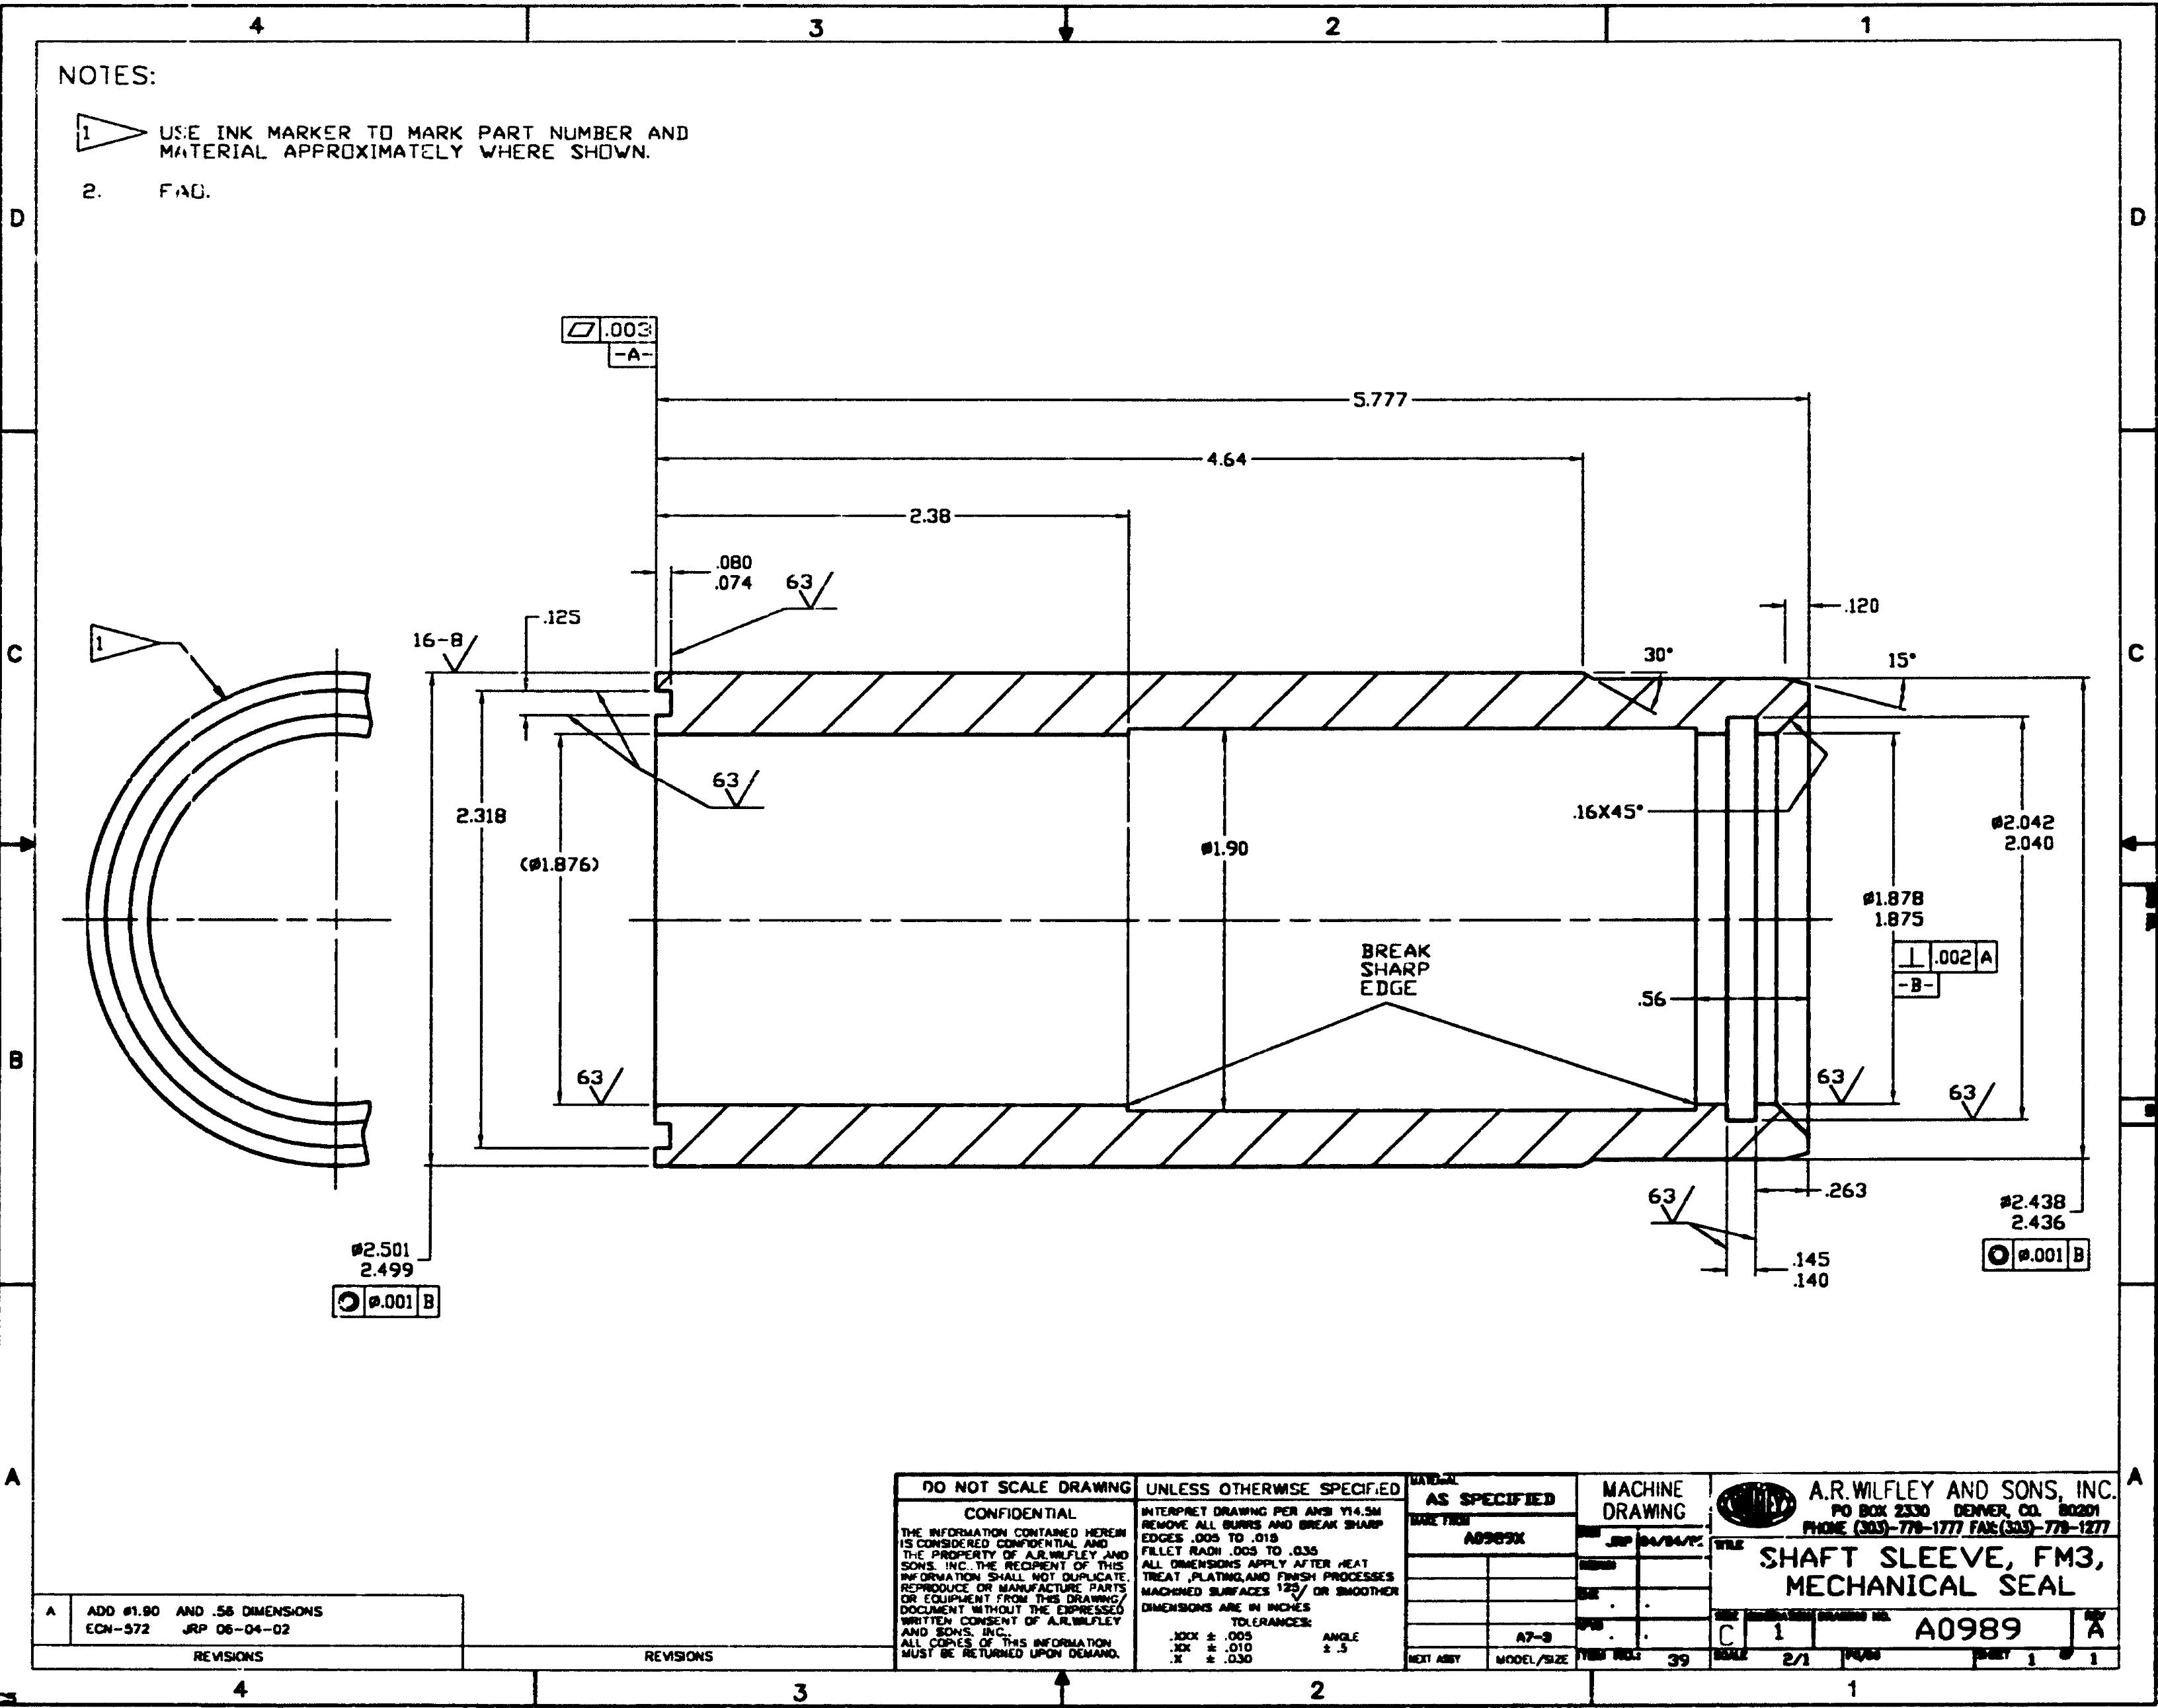 4 3 2 1
NOTES:
1 USE INK MARKER TO MARK PART NUMBER AND
MATERIAL APPROXIMATELY WHERE SHOWN.
2. FAO.
D D
.003
-A-
5.777
4.64
2.38
.080
.074
63
.125
.120
16-8
1
30°
15°
C C
63
2.318
.16X45°
(ø1.876)
ø1.90
ø2.042
2.040
ø1.878
1.875
⊥ .002 A
-B-
BREAK
SHARP
EDGE
.56
B
63
63
63
63
.263
ø2.501
2.499
ø.001 B
ø2.438
2.436
ø.001 B
.145
.140
A A
DO NOT SCALE DRAWING
CONFIDENTIAL
THE INFORMATION CONTAINED HEREIN
IS CONSIDERED CONFIDENTIAL AND
THE PROPERTY OF A.R.WILFLEY AND
SONS, INC..THE RECIPIENT OF THIS
INFORMATION SHALL NOT DUPLICATE,
REPRODUCE OR MANUFACTURE PARTS
OR EQUIPMENT FROM THIS DRAWING/
DOCUMENT WITHOUT THE EXPRESSED
WRITTEN CONSENT OF A.R.WILFLEY
AND SONS, INC..
ALL COPIES OF THIS INFORMATION
MUST BE RETURNED UPON DEMAND.
UNLESS OTHERWISE SPECIFIED
INTERPRET DRAWING PER ANSI Y14.5M
REMOVE ALL BURRS AND BREAK SHARP
EDGES .005 TO .015
FILLET RADII .005 TO .035
ALL DIMENSIONS APPLY AFTER HEAT
TREAT ,PLATING,AND FINISH PROCESSES
MACHINED SURFACES 125/ OR SMOOTHER
DIMENSIONS ARE IN INCHES
TOLERANCES:
.XXX ± .005 ANGLE
.XX ± .010 ± .5
.X ± .030
MATERIAL
AS SPECIFIED
MAKE FROM
A0989X
A7-3
NEXT ASSY MODEL/SIZE
MACHINE
DRAWING
JRP
39
A.R.WILFLEY AND SONS, INC.
PO BOX 2330 DENVER, CO. 80201
PHONE (303)-779-1777 FAX:(303)-779-1277
TITLE
SHAFT SLEEVE, FM3,
MECHANICAL SEAL
C 1 DRAWING NO. A0989 REV A
SCALE 2/1 SHEET 1 OF 1
A ADD ø1.90 AND .56 DIMENSIONS
ECN-572 JRP 06-04-02
REVISIONS REVISIONS
4 3 2 1